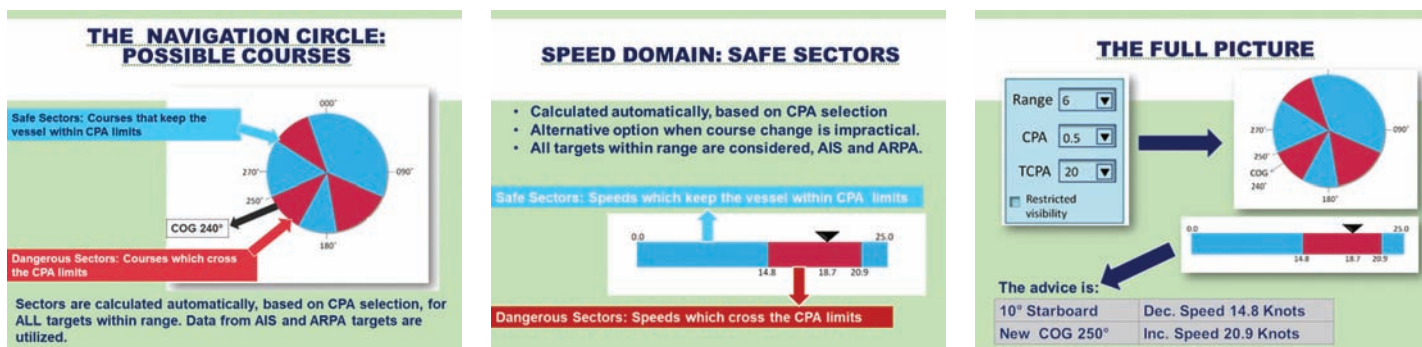 THE NAVIGATION CIRCLE:
POSSIBLE COURSES
Safe Sectors: Courses that keep the
vessel within CPA limits
000˚
270˚
090˚
250˚
COG 240°
180˚
Dangerous Sectors: Courses which cross
the CPA limits
Sectors are calculated automatically, based on CPA selection, for
ALL targets within range. Data from AIS and ARPA targets are
utilized.
SPEED DOMAIN: SAFE SECTORS
• Calculated automatically, based on CPA selection
• Alternative option when course change is impractical.
• All targets within range are considered, AIS and ARPA.
Safe Sectors: Speeds which keep the vessel within CPA limits
0.0 25.0
14.8 18.7 20.9
Dangerous Sectors: Speeds which cross the CPA limits
THE FULL PICTURE
Range 6
CPA 0.5
TCPA 20
Restricted
visibility
270˚
090˚
250˚
COG
240˚
180˚
0.0 25.0
14.8 18.7 20.9
The advice is:
10° Starboard Dec. Speed 14.8 Knots
New COG 250° Inc. Speed 20.9 Knots